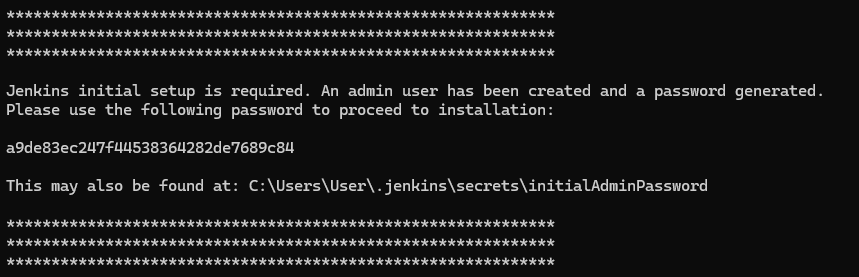 *************************************************************
*************************************************************
*************************************************************
Jenkins initial setup is required. An admin user has been created and a password generated.
Please use the following password to proceed to installation:
a9de83ec247f44538364282de7689c84
This may also be found at: C:\Users\User\.jenkins\secrets\initialAdminPassword
*************************************************************
*************************************************************
*************************************************************